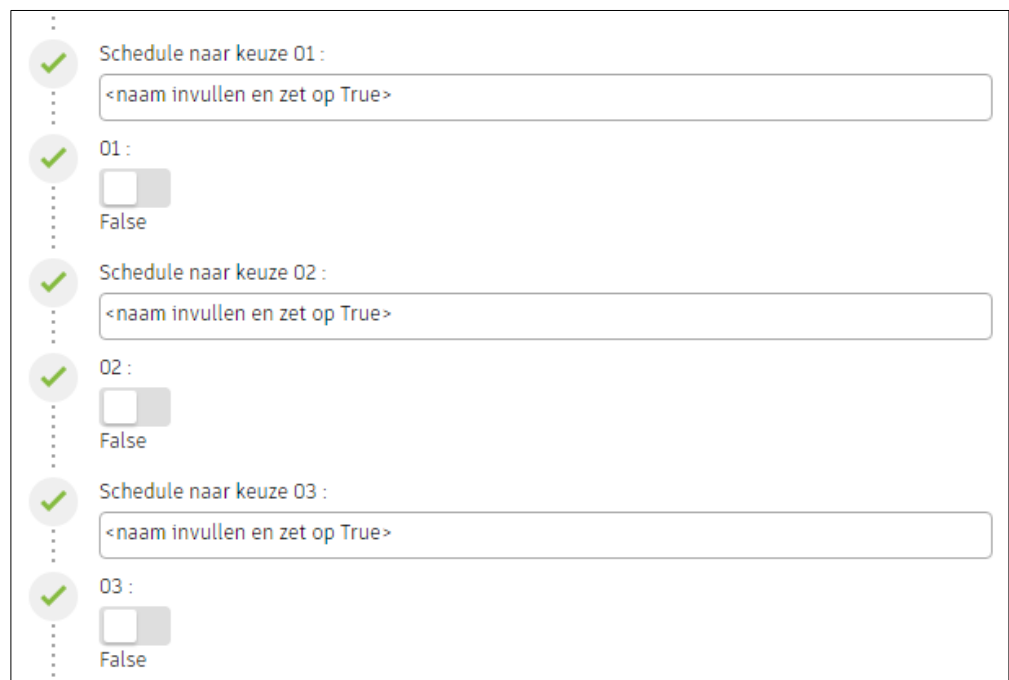 Schedule naar keuze 01 :
<naam invullen en zet op True>
01 :
False
Schedule naar keuze 02 :
<naam invullen en zet op True>
02 :
False
Schedule naar keuze 03 :
<naam invullen en zet op True>
03 :
False